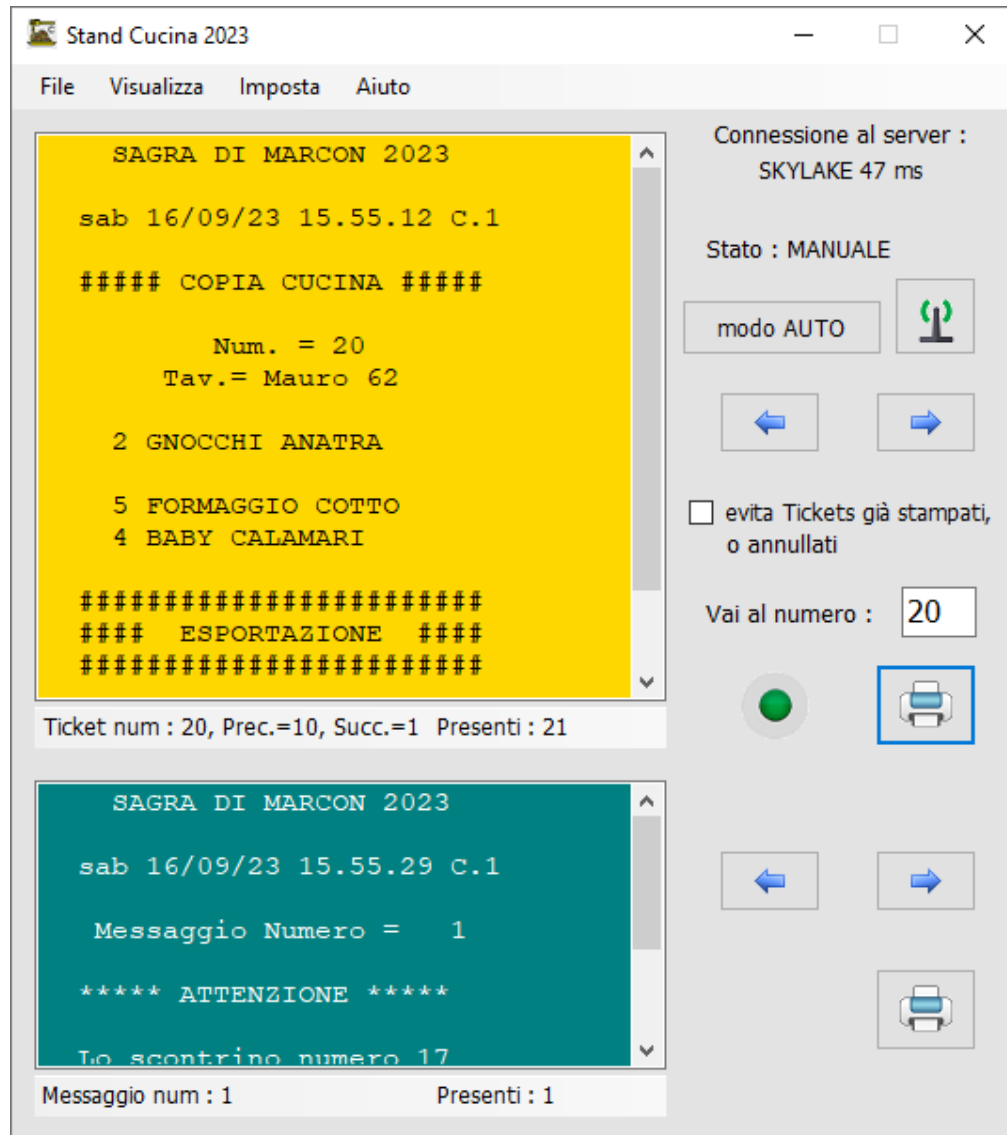 Stand Cucina 2023
File Visualizza Imposta Aiuto
SAGRA DI MARCON 2023
sab 16/09/23 15.55.12 C.1
##### COPIA CUCINA #####
Num. = 20
Tav.= Mauro 62
2 GNOCCHI ANATRA
5 FORMAGGIO COTTO
4 BABY CALAMARI
########################
#### ESPORTAZIONE ####
########################
Ticket num : 20, Prec.=10, Succ.=1 Presenti : 21
Connessione al server :
SKYLAKE 47 ms
Stato : MANUALE
modo AUTO
evita Tickets già stampati,
o annullati
Vai al numero : 20
SAGRA DI MARCON 2023
sab 16/09/23 15.55.29 C.1
Messaggio Numero = 1
***** ATTENZIONE *****
Lo scontrino numero 17
Messaggio num : 1 Presenti : 1